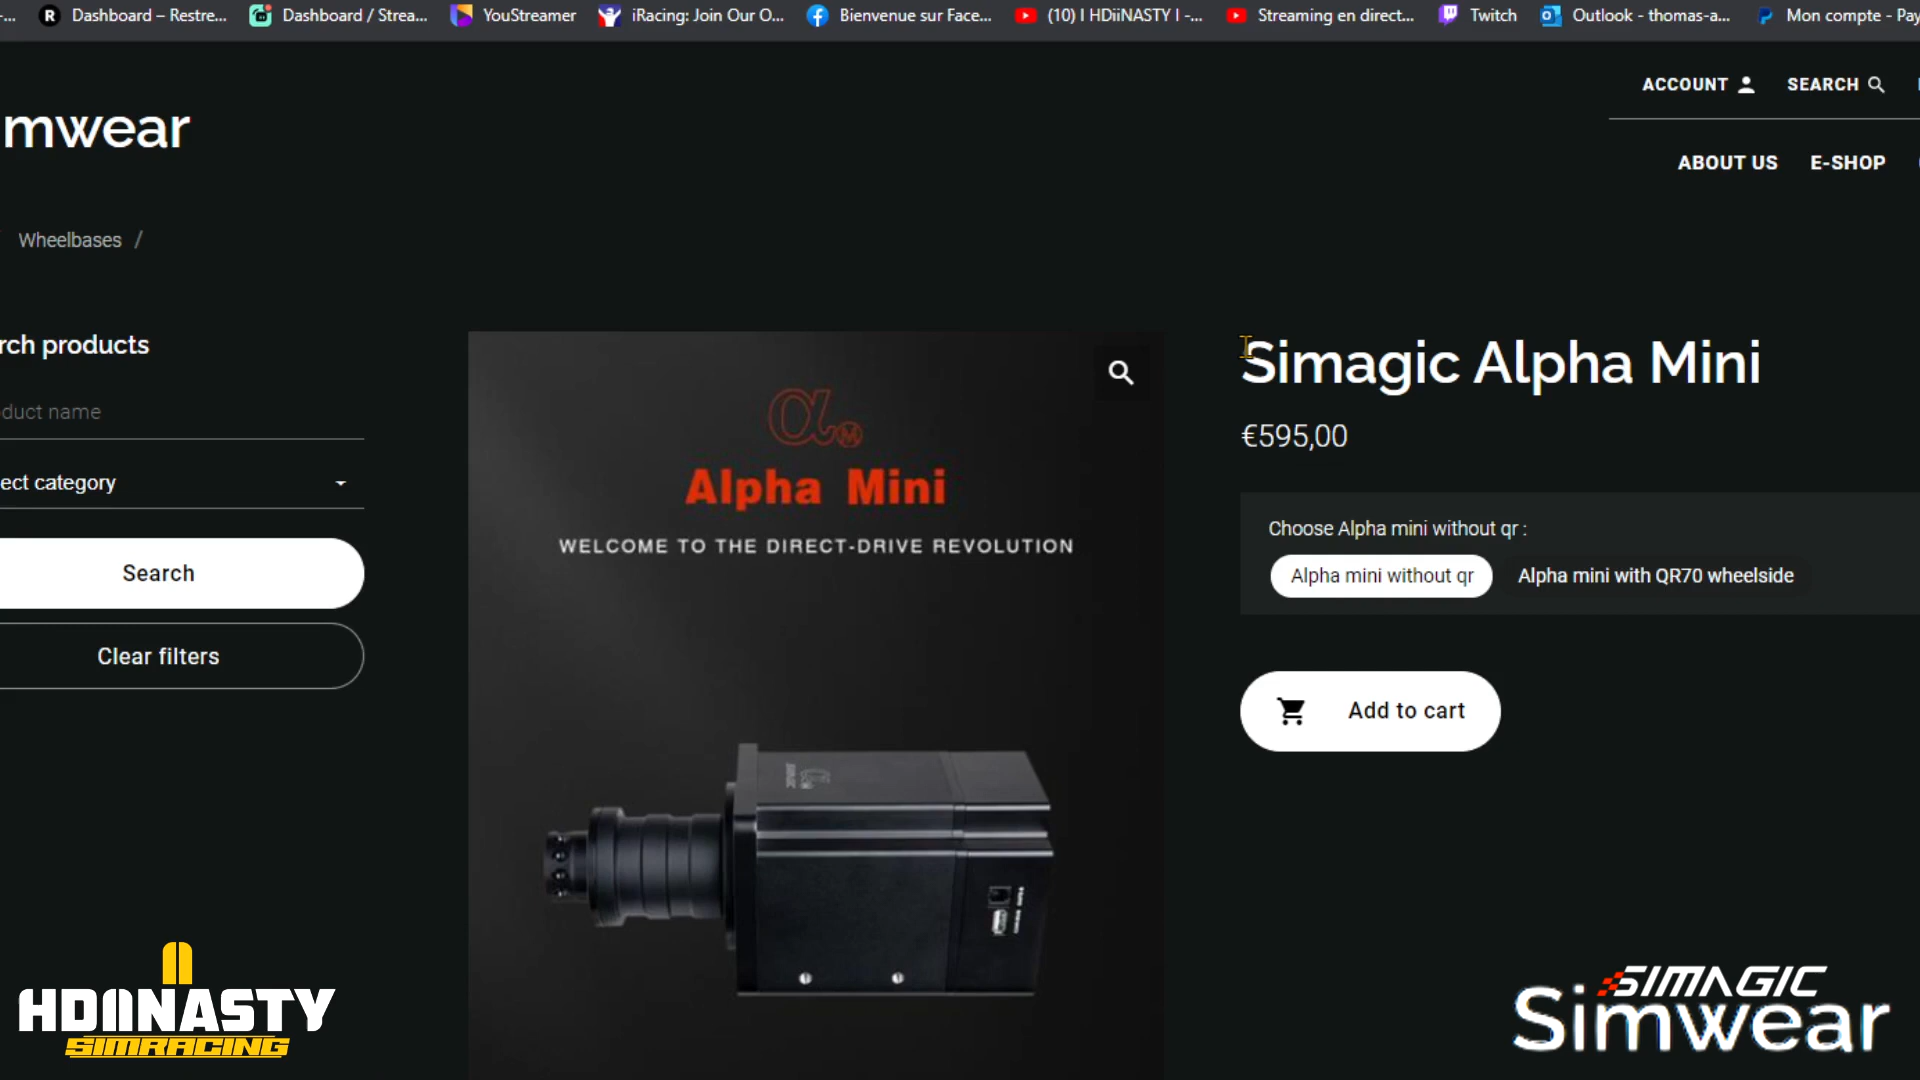 Dashboard – Restre...
Dashboard / Strea...
YouStreamer
iRacing: Join Our O...
Bienvenue sur Face...
(10) I HDiiNASTY I -...
Streaming en direct...
Twitch
Outlook - thomas-a...
Mon compte - Pay
ACCOUNT
SEARCH
mwear
ABOUT US
E-SHOP
Wheelbases /
rch products
duct name
ect category
Search
Clear filters
Alpha Mini
WELCOME TO THE DIRECT-DRIVE REVOLUTION
Simagic Alpha Mini
€595,00
Choose Alpha mini without qr :
Alpha mini without qr
Alpha mini with QR70 wheelside
Add to cart
HDIINASTY
SIMRACING
SIMAGIC
Simwear